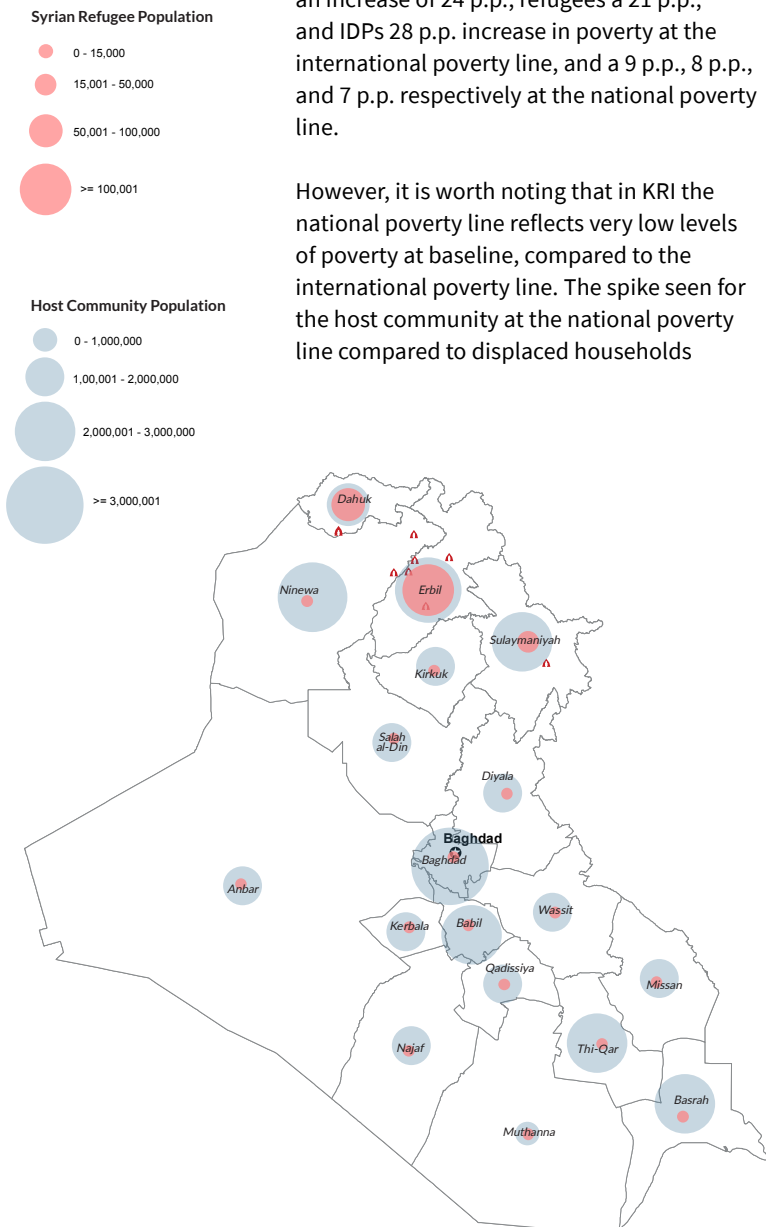 Syrian Refugee Population
0 - 15,000
15,001 - 50,000
50,001 - 100,000
>= 100,001
Host Community Population
0 - 1,000,000
1,00,001 - 2,000,000
2,000,001 - 3,000,000
>= 3,000,001
an increase of 24 p.p., refugees a 21 p.p.,
and IDPs 28 p.p. increase in poverty at the
international poverty line, and a 9 p.p., 8 p.p.,
and 7 p.p. respectively at the national poverty
line.
However, it is worth noting that in KRI the
national poverty line reflects very low levels
of poverty at baseline, compared to the
international poverty line. The spike seen for
the host community at the national poverty
line compared to displaced households
Dahuk
Ninewa
Erbil
Sulaymaniyah
Kirkuk
Salah
al-Din
Diyala
Baghdad
Baghdad
Anbar
Kerbala
Babil
Wassit
Qadissiya
Missan
Najaf
Thi-Qar
Basrah
Muthanna